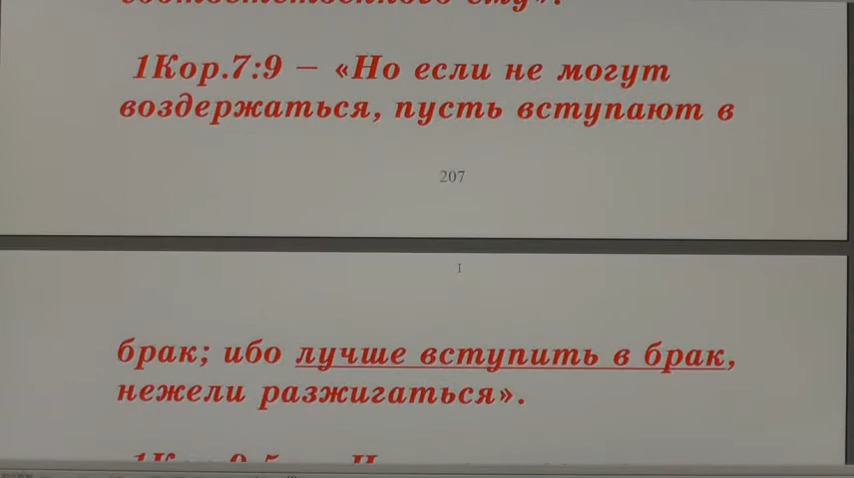 1Кор.7:9 – «Но если не могут
воздержаться, пусть вступают в
207
брак; ибо лучше вступить в брак,
нежели разжигаться».